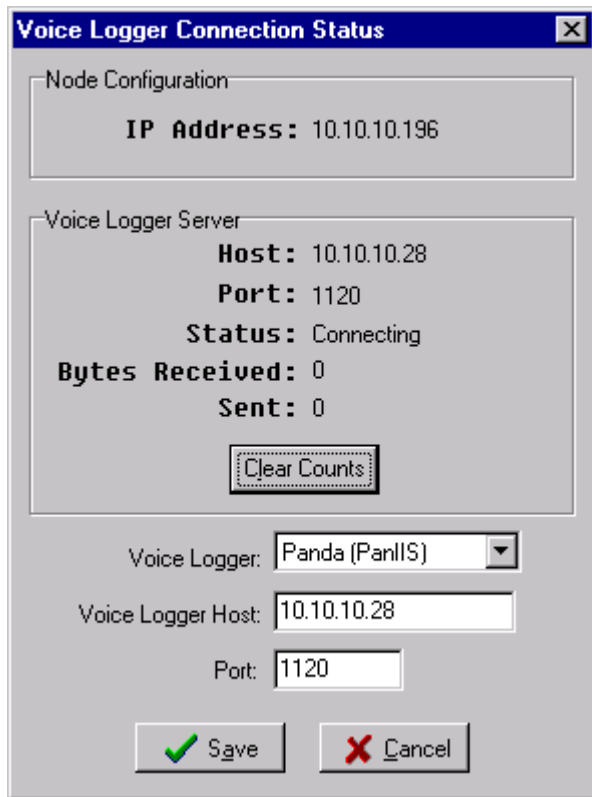 Voice Logger Connection Status
Node Configuration
IP Address: 10.10.10.196
Voice Logger Server
Host: 10.10.10.28
Port: 1120
Status: Connecting
Bytes Received: 0
Sent: 0
Clear Counts
Voice Logger: Panda (PanIIS)
Voice Logger Host: 10.10.10.28
Port: 1120
Save Cancel